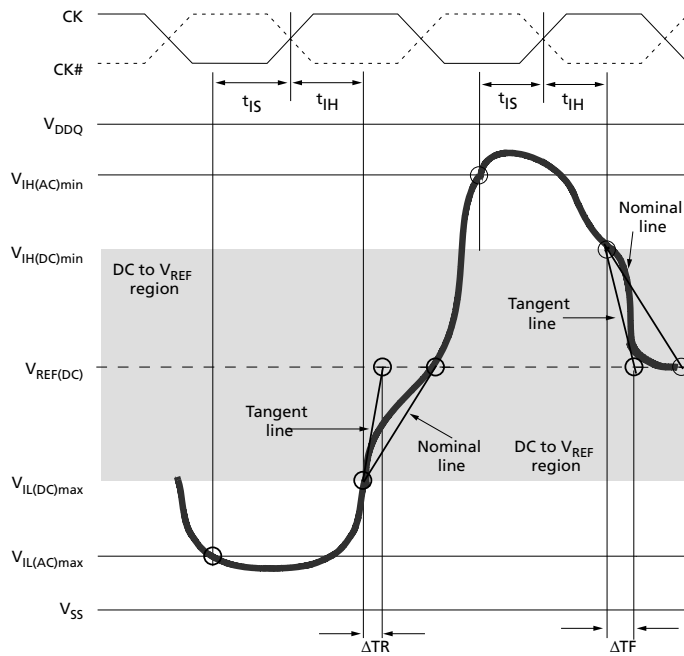 CK
CK#
tIS
tIH
tIS
tIH
VDDQ
VIH(AC)min
Nominal
line
VIH(DC)min
DC to VREF
region
Tangent
line
VREF(DC)
Tangent
line
Nominal
line
DC to VREF
region
VIL(DC)max
VIL(AC)max
VSS
ΔTR
ΔTF